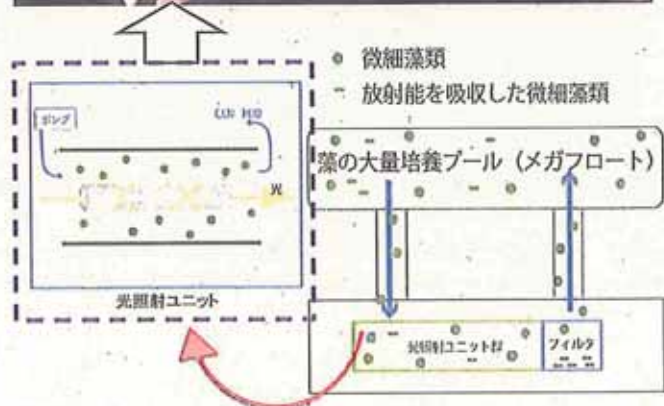 微細藻類
放射能を吸収した微細藻類
ポンプ
藻の大量培養プール（メガフロート）
光
光照射ユニット
光照射ユニット群
フィルタ